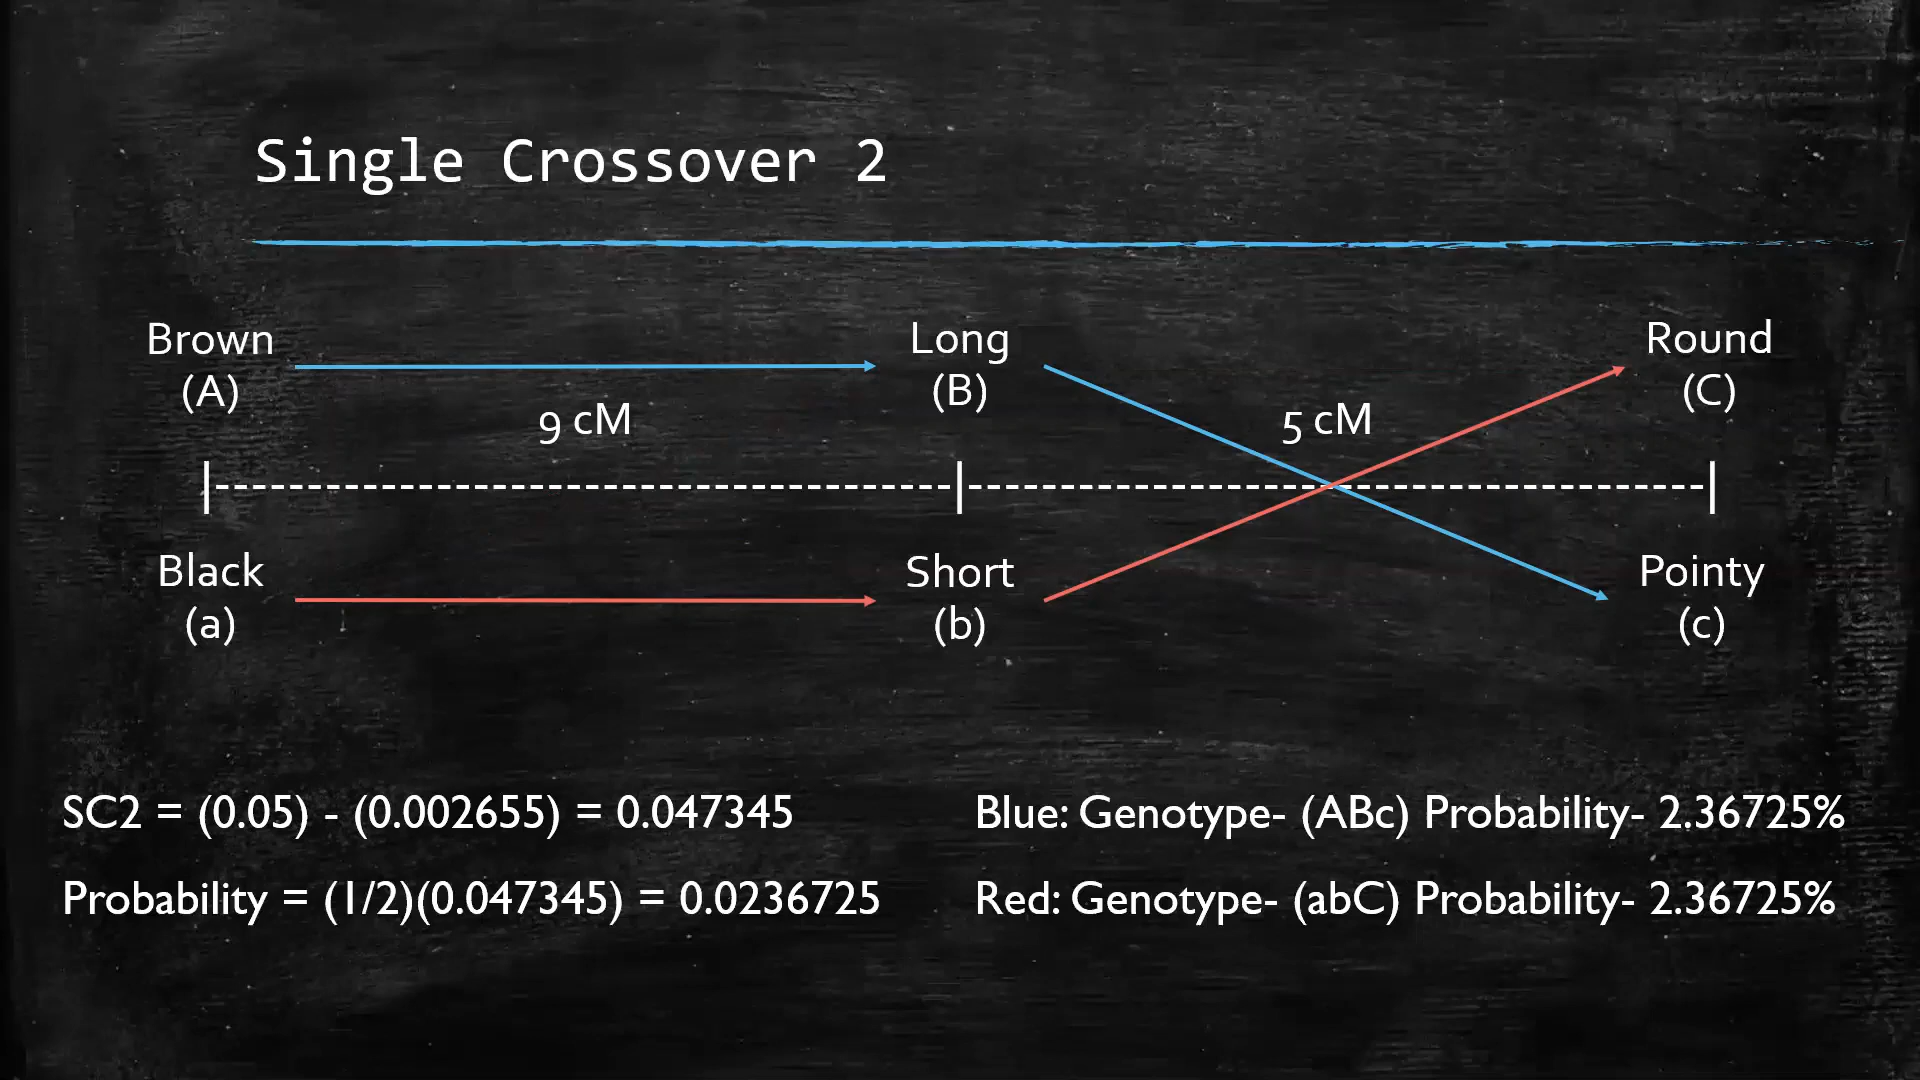 Single Crossover 2
Brown
(A)
Long
(B)
Round
(C)
9 cM
5 cM
Black
(a)
Short
(b)
Pointy
(c)
SC2 = (0.05) - (0.002655) = 0.047345
Blue: Genotype- (ABc) Probability- 2.36725%
Probability = (1/2)(0.047345) = 0.0236725
Red: Genotype- (abC) Probability- 2.36725%